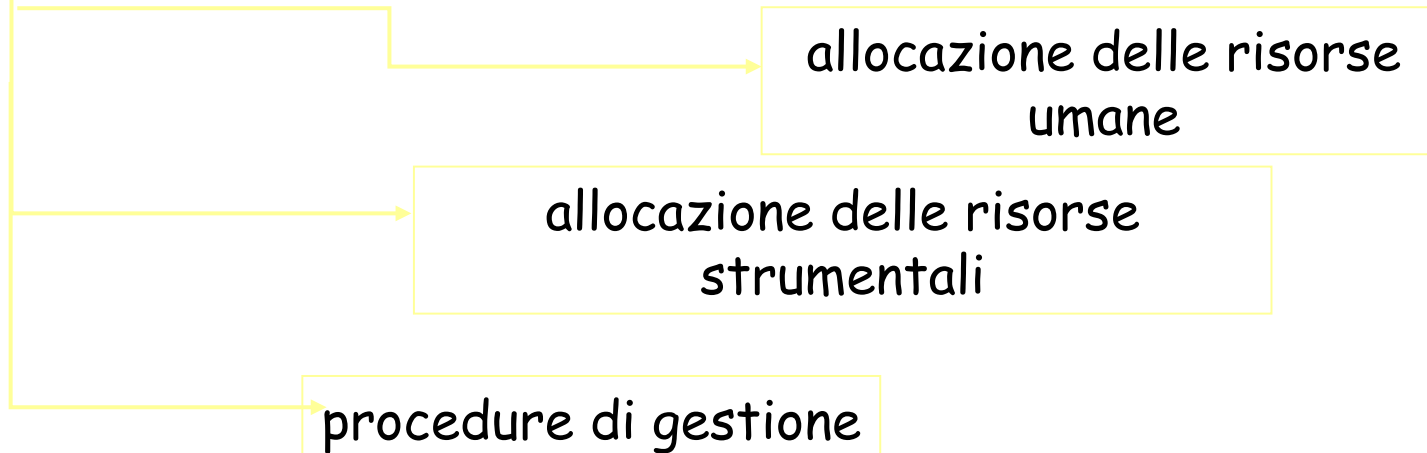 allocazione delle risorse
umane
allocazione delle risorse
strumentali
procedure di gestione